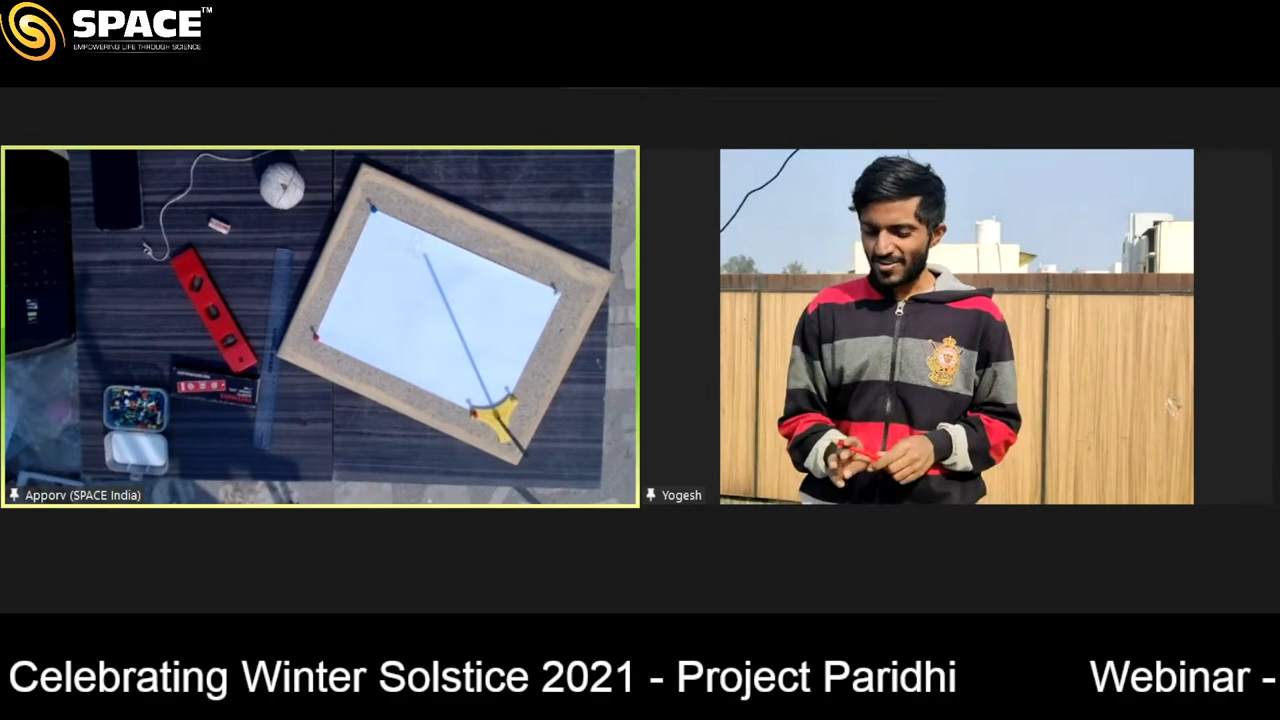 SPACE™
EMPOWERING LIFE THROUGH SCIENCE
Apporv (SPACE India)
Yogesh
Celebrating Winter Solstice 2021 - Project Paridhi
Webinar -